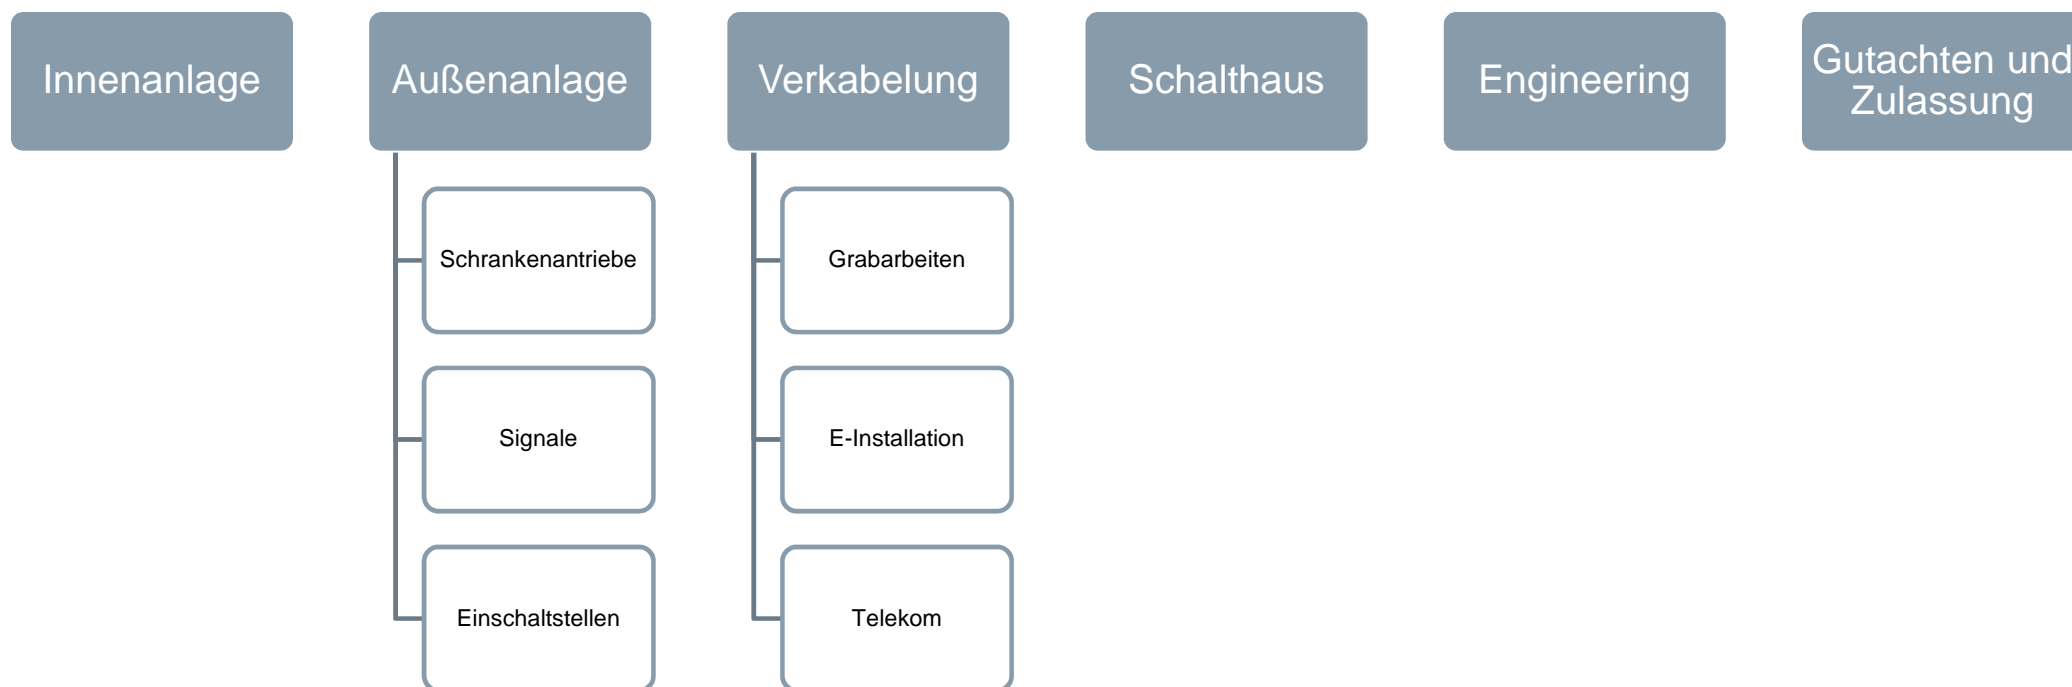 Innenanlage
Außenanlage
Schrankenantriebe
Signale
Einschaltstellen
Verkabelung
Grabarbeiten
E-Installation
Telekom
Schalthaus
Engineering
Gutachten und
Zulassung